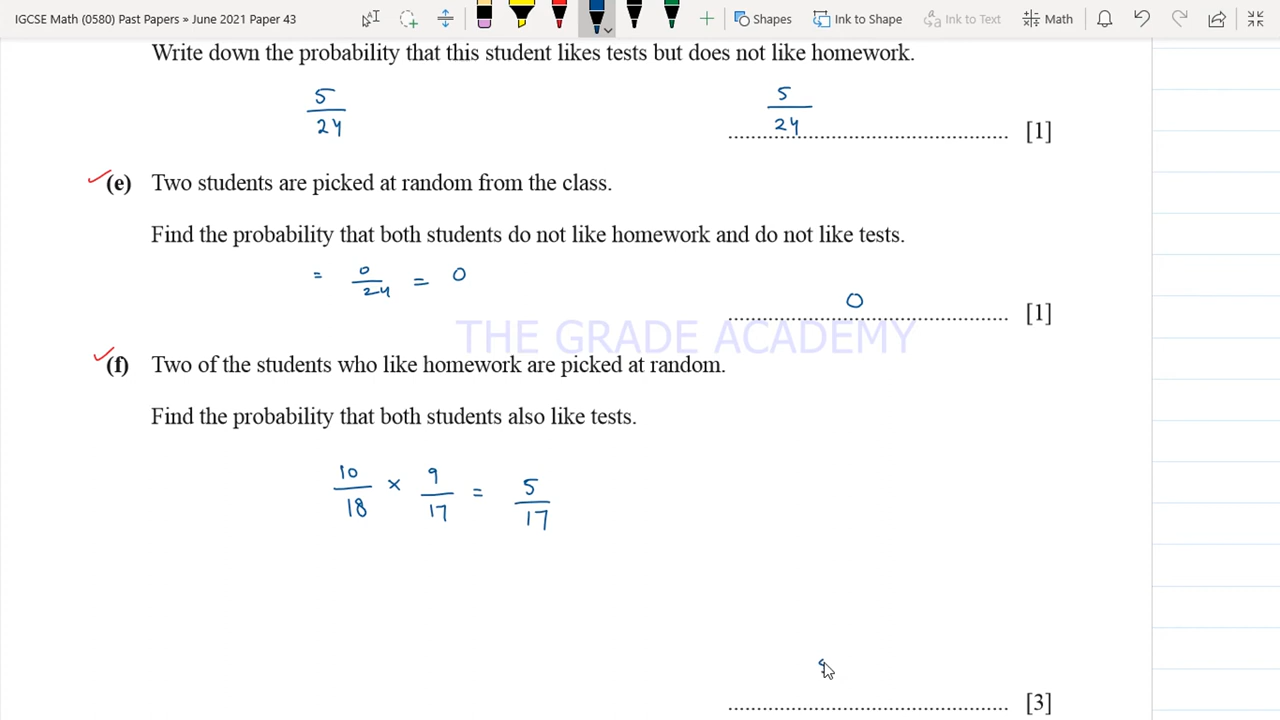 IGCSE Math (0580) Past Papers » June 2021 Paper 43
Shapes Ink to Shape Ink to Text Math
Write down the probability that this student likes tests but does not like homework.
5/24 5/24
........................................................ [1]
(e) Two students are picked at random from the class.
Find the probability that both students do not like homework and do not like tests.
= 0/24 = 0
0
........................................................ [1]
THE GRADE ACADEMY
(f) Two of the students who like homework are picked at random.
Find the probability that both students also like tests.
10/18 × 9/17 = 5/17
........................................................ [3]